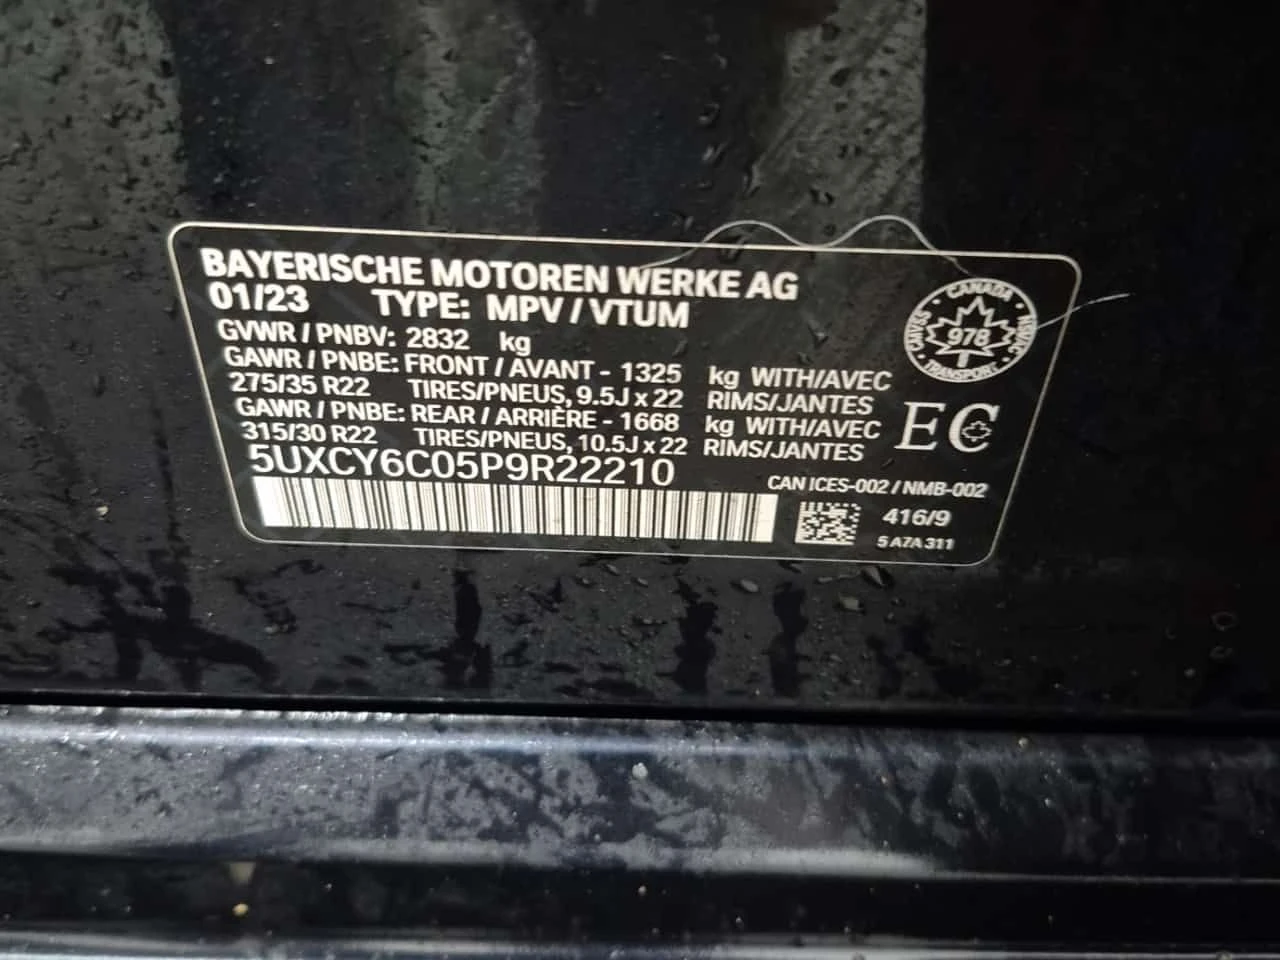 BAYERISCHE MOTOREN WERKE AG
01/23 TYPE: MPV / VTUM
GVWR / PNBV: 2832 kg
GAWR / PNBE: FRONT / AVANT - 1325 kg WITH/AVEC
275/35 R22 TIRES/PNEUS, 9.5J x 22 RIMS/JANTES
GAWR / PNBE: REAR / ARRIÈRE - 1668 kg WITH/AVEC
315/30 R22 TIRES/PNEUS, 10.5J x 22 RIMS/JANTES
5UXCY6C05P9R22210
CANADA
978
TRANSPORT
EC
CAN ICES-002 / NMB-002
416/9
5 A7A 311